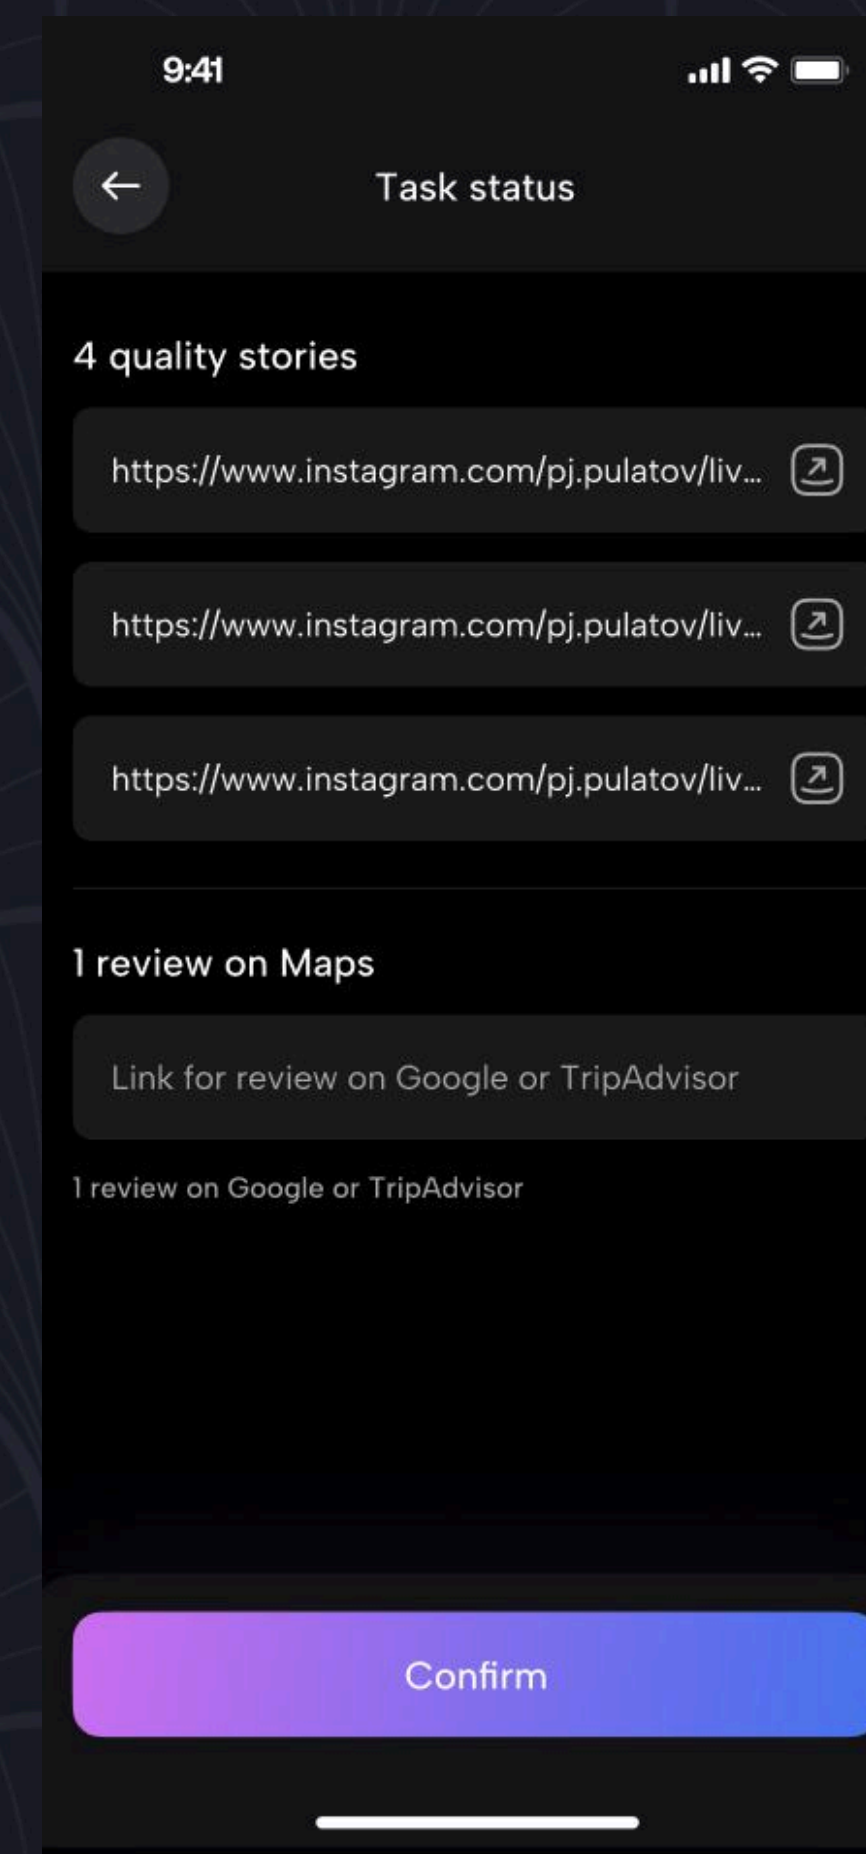 9:41
Task status
4 quality stories
https://www.instagram.com/pj.pulatov/liv...
https://www.instagram.com/pj.pulatov/liv...
https://www.instagram.com/pj.pulatov/liv...
1 review on Maps
Link for review on Google or TripAdvisor
1 review on Google or TripAdvisor
Confirm